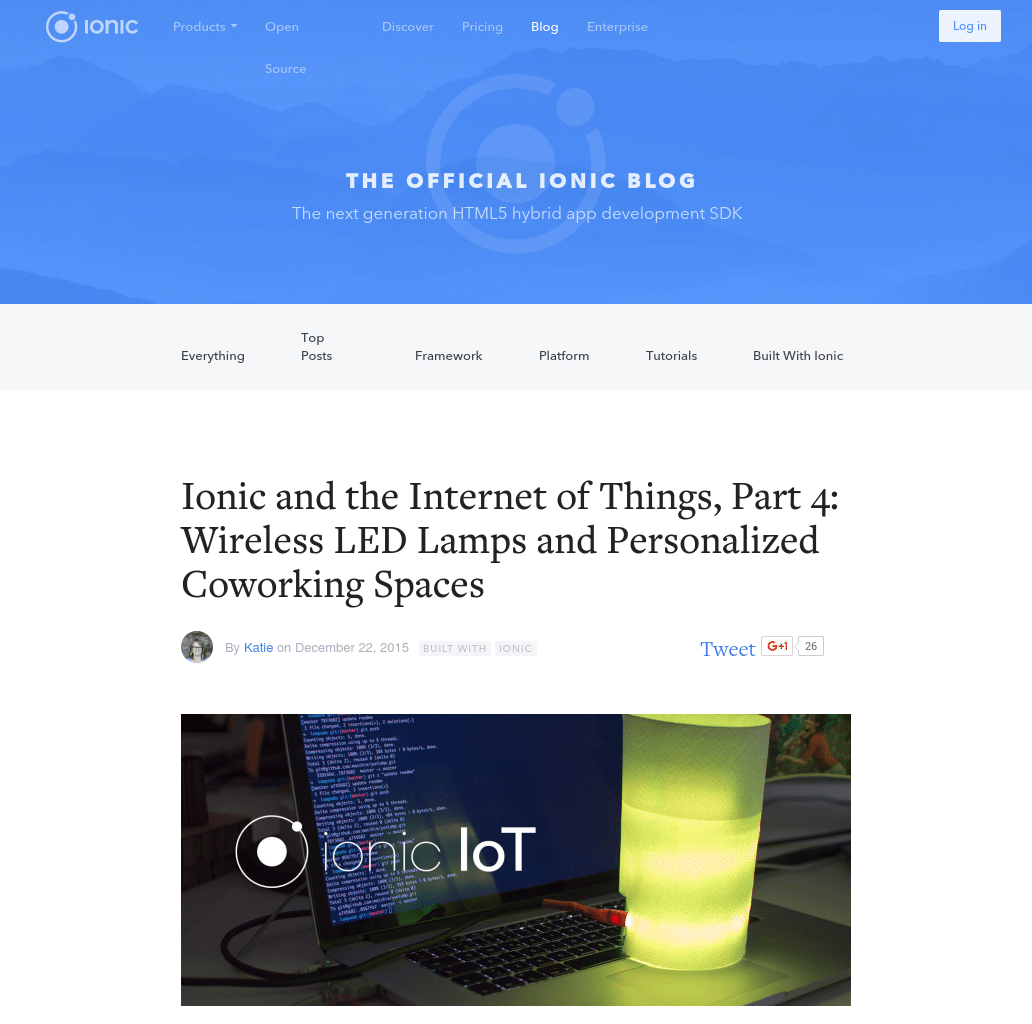 ionic
Products
Open
Source
Discover
Pricing
Blog
Enterprise
Log in
THE OFFICIAL IONIC BLOG
The next generation HTML5 hybrid app development SDK
Everything
Top
Posts
Framework
Platform
Tutorials
Built With Ionic
Ionic and the Internet of Things, Part 4:
Wireless LED Lamps and Personalized
Coworking Spaces
By Katie on December 22, 2015
BUILT WITH
IONIC
Tweet
G+1
26
ionic IoT